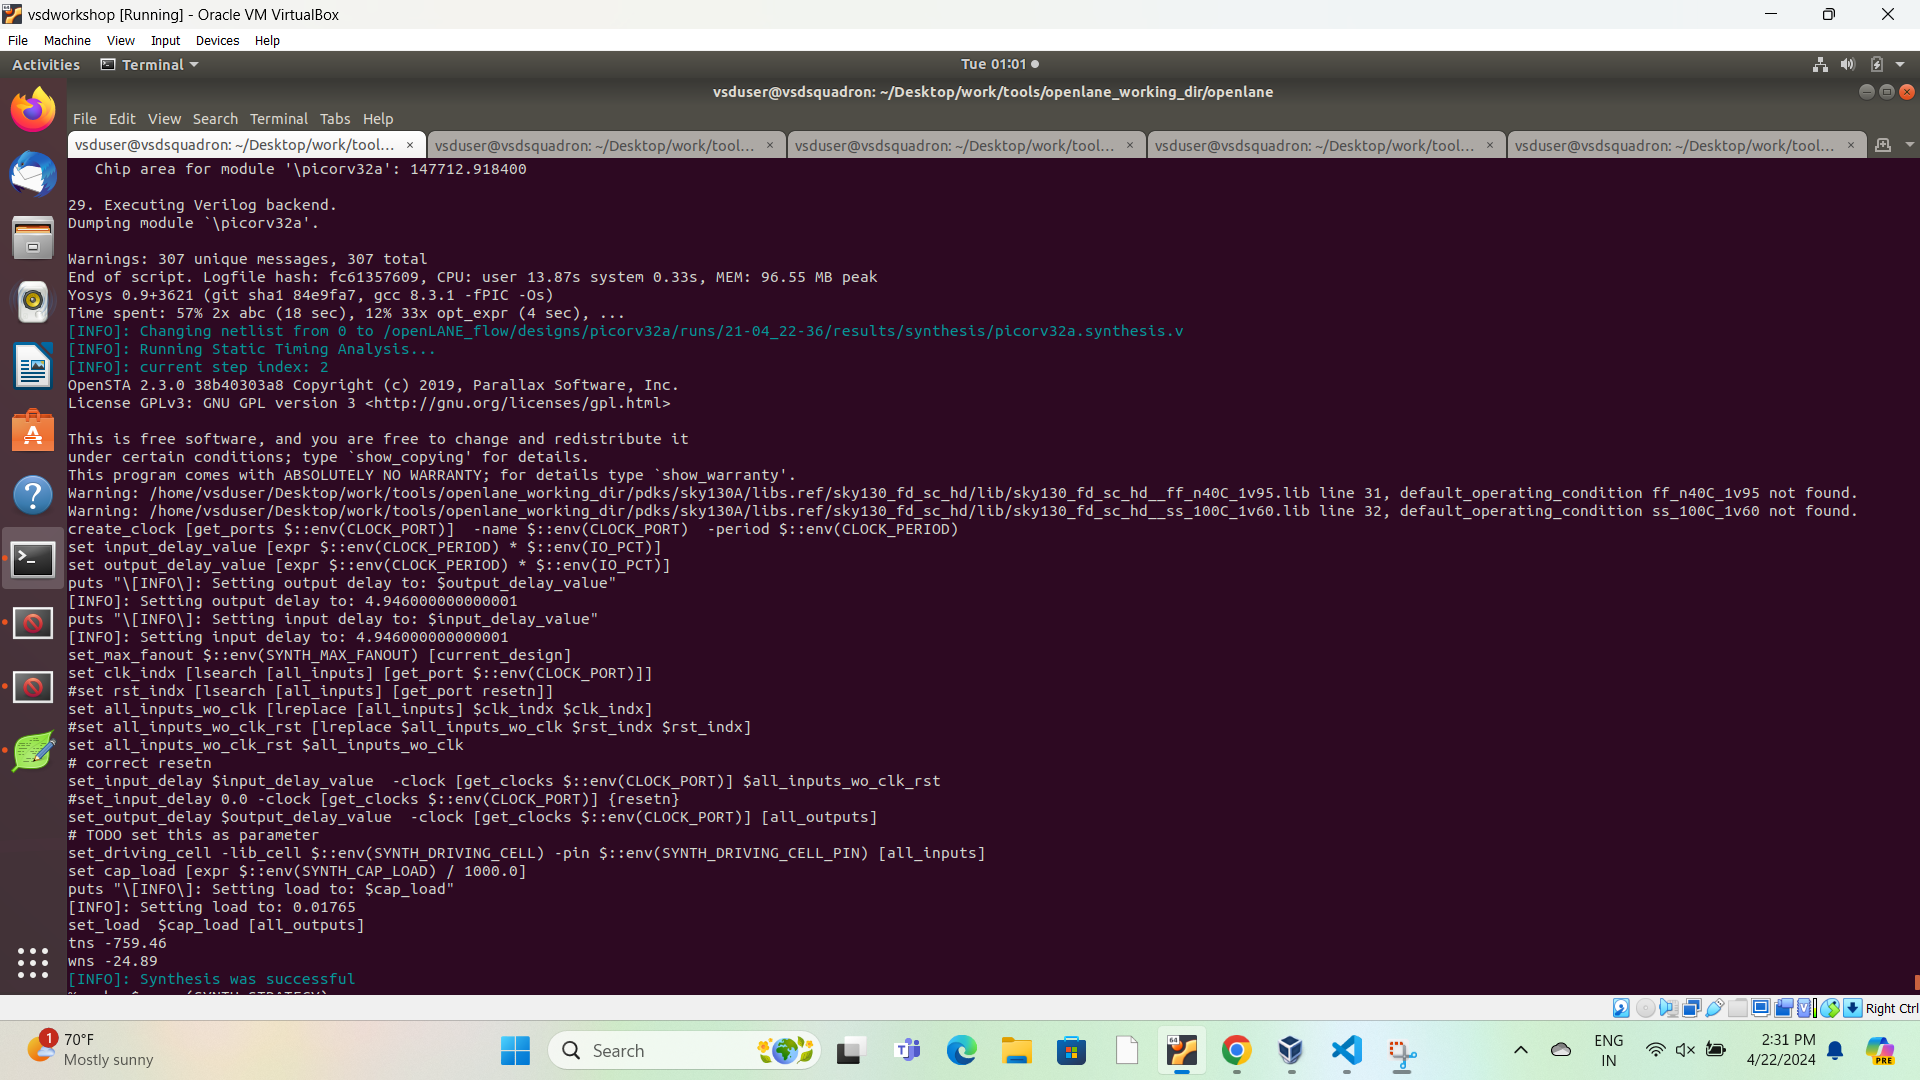 vsdworkshop [Running] - Oracle VM VirtualBox
File Machine View Input Devices Help
Activities Terminal Tue 01:01
vsduser@vsdsquadron: ~/Desktop/work/tools/openlane_working_dir/openlane
File Edit View Search Terminal Tabs Help
vsduser@vsdsquadron: ~/Desktop/work/tool... × vsduser@vsdsquadron: ~/Desktop/work/tool... × vsduser@vsdsquadron: ~/Desktop/work/tool... × vsduser@vsdsquadron: ~/Desktop/work/tool... × vsduser@vsdsquadron: ~/Desktop/work/tool... ×
Chip area for module '\picorv32a': 147712.918400
29. Executing Verilog backend.
Dumping module `\picorv32a'.
Warnings: 307 unique messages, 307 total
End of script. Logfile hash: fc61357609, CPU: user 13.87s system 0.33s, MEM: 96.55 MB peak
Yosys 0.9+3621 (git sha1 84e9fa7, gcc 8.3.1 -fPIC -Os)
Time spent: 57% 2x abc (18 sec), 12% 33x opt_expr (4 sec), ...
[INFO]: Changing netlist from 0 to /openLANE_flow/designs/picorv32a/runs/21-04_22-36/results/synthesis/picorv32a.synthesis.v
[INFO]: Running Static Timing Analysis...
[INFO]: current step index: 2
OpenSTA 2.3.0 38b40303a8 Copyright (c) 2019, Parallax Software, Inc.
License GPLv3: GNU GPL version 3 <http://gnu.org/licenses/gpl.html>
This is free software, and you are free to change and redistribute it
under certain conditions; type `show_copying' for details.
This program comes with ABSOLUTELY NO WARRANTY; for details type `show_warranty'.
Warning: /home/vsduser/Desktop/work/tools/openlane_working_dir/pdks/sky130A/libs.ref/sky130_fd_sc_hd/lib/sky130_fd_sc_hd__ff_n40C_1v95.lib line 31, default_operating_condition ff_n40C_1v95 not found.
Warning: /home/vsduser/Desktop/work/tools/openlane_working_dir/pdks/sky130A/libs.ref/sky130_fd_sc_hd/lib/sky130_fd_sc_hd__ss_100C_1v60.lib line 32, default_operating_condition ss_100C_1v60 not found.
create_clock [get_ports $::env(CLOCK_PORT)]  -name $::env(CLOCK_PORT)  -period $::env(CLOCK_PERIOD)
set input_delay_value [expr $::env(CLOCK_PERIOD) * $::env(IO_PCT)]
set output_delay_value [expr $::env(CLOCK_PERIOD) * $::env(IO_PCT)]
puts "\[INFO\]: Setting output delay to: $output_delay_value"
[INFO]: Setting output delay to: 4.946000000000001
puts "\[INFO\]: Setting input delay to: $input_delay_value"
[INFO]: Setting input delay to: 4.946000000000001
set_max_fanout $::env(SYNTH_MAX_FANOUT) [current_design]
set clk_indx [lsearch [all_inputs] [get_port $::env(CLOCK_PORT)]]
#set rst_indx [lsearch [all_inputs] [get_port resetn]]
set all_inputs_wo_clk [lreplace [all_inputs] $clk_indx $clk_indx]
#set all_inputs_wo_clk_rst [lreplace $all_inputs_wo_clk $rst_indx $rst_indx]
set all_inputs_wo_clk_rst $all_inputs_wo_clk
# correct resetn
set_input_delay $input_delay_value  -clock [get_clocks $::env(CLOCK_PORT)] $all_inputs_wo_clk_rst
#set_input_delay 0.0 -clock [get_clocks $::env(CLOCK_PORT)] {resetn}
set_output_delay $output_delay_value  -clock [get_clocks $::env(CLOCK_PORT)] [all_outputs]
# TODO set this as parameter
set_driving_cell -lib_cell $::env(SYNTH_DRIVING_CELL) -pin $::env(SYNTH_DRIVING_CELL_PIN) [all_inputs]
set cap_load [expr $::env(SYNTH_CAP_LOAD) / 1000.0]
puts "\[INFO\]: Setting load to: $cap_load"
[INFO]: Setting load to: 0.01765
set_load  $cap_load [all_outputs]
tns -759.46
wns -24.89
[INFO]: Synthesis was successful
Right Ctrl
1 70°F
Mostly sunny
Search
64
ENG
IN
2:31 PM
4/22/2024
PRE